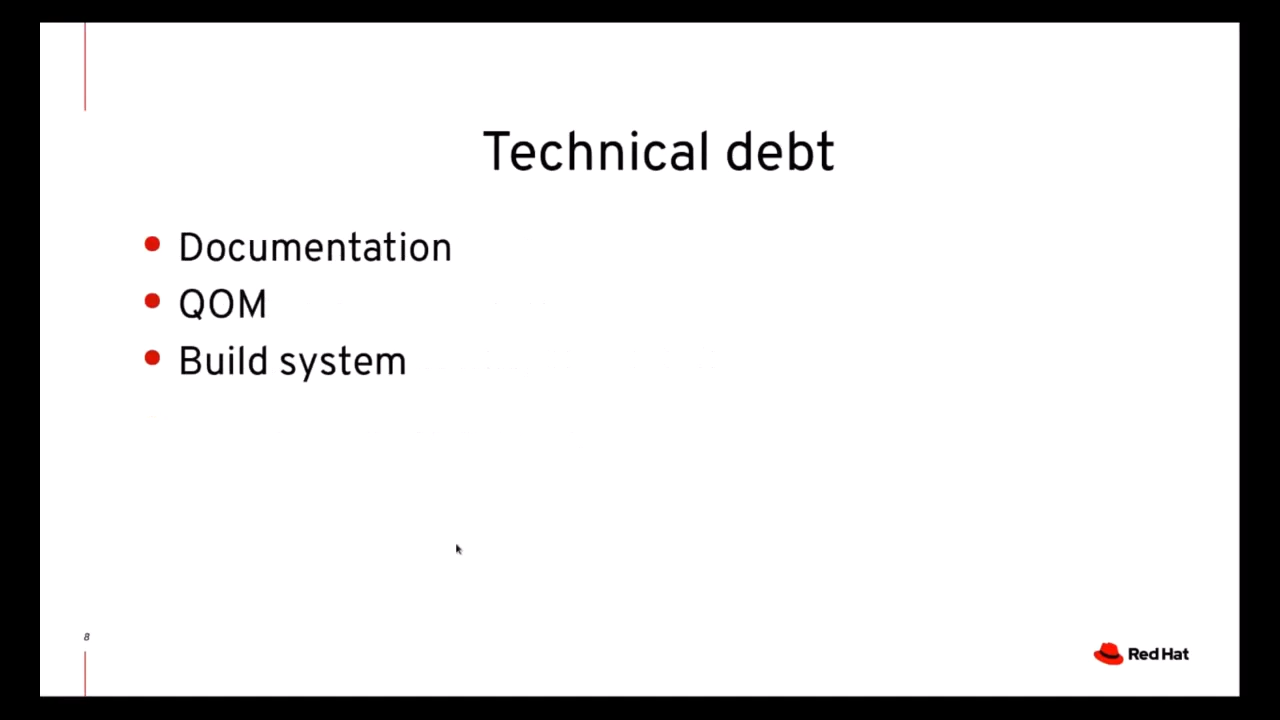 Technical debt
Documentation
QOM
Build system
8
Red Hat